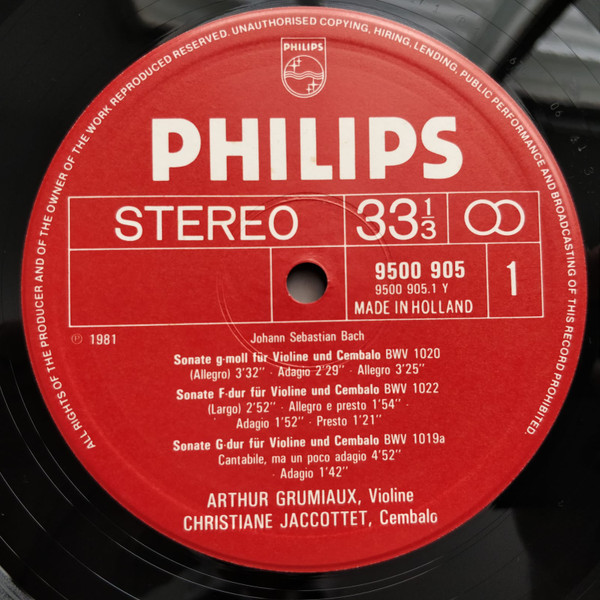 ALL RIGHTS OF THE PRODUCER AND OF THE OWNER OF THE WORK REPRODUCED RESERVED. UNAUTHORISED COPYING, HIRING, LENDING, PUBLIC PERFORMANCE AND BROADCASTING OF THIS RECORD PROHIBITED.
PHILIPS
PHILIPS
STEREO
33 1/3
9500 905
9500 905.1 Y
MADE IN HOLLAND
1
℗ 1981
Johann Sebastian Bach
Sonate g-moll für Violine und Cembalo BWV 1020
(Allegro) 3'32" · Adagio 2'29" · Allegro 3'25"
Sonate F-dur für Violine und Cembalo BWV 1022
(Largo) 2'52" · Allegro e presto 1'54" ·
Adagio 1'52" · Presto 1'21"
Sonate G-dur für Violine und Cembalo BWV 1019a
Cantabile, ma un poco adagio 4'52"
· Adagio 1'42"
ARTHUR GRUMIAUX, Violine
CHRISTIANE JACCOTTET, Cembalo